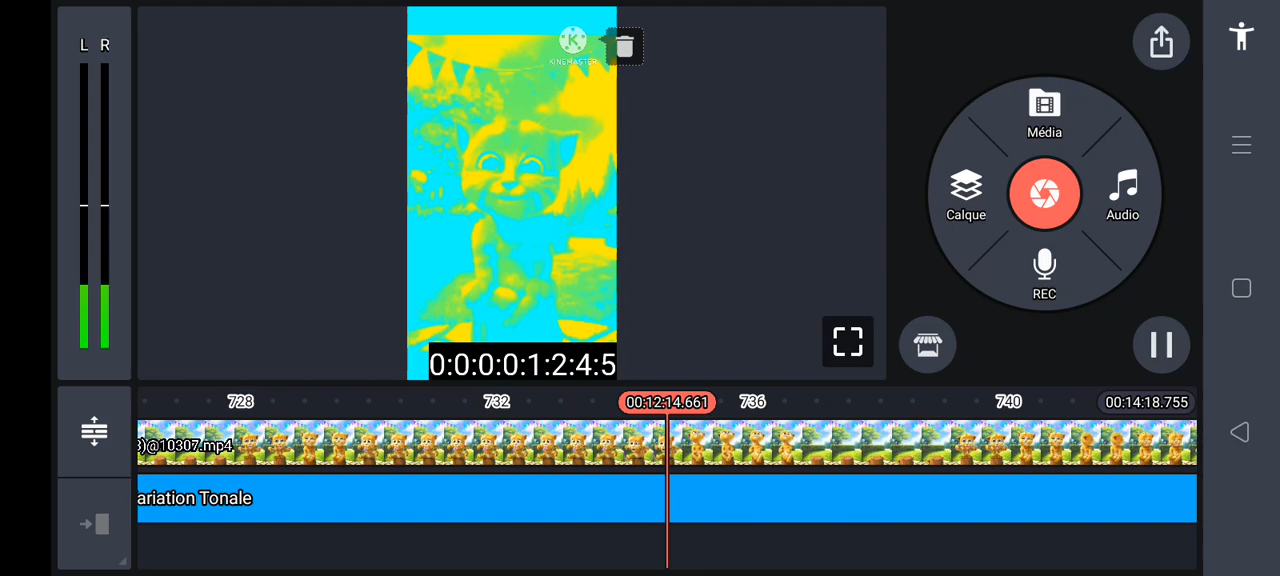 L R
KINEMASTER
0:0:0:0:1:2:4:5
Média
Calque
Audio
REC
728
732
00:12:14.661
736
740
00:14:18.755
3)@10307.mp4
ariation Tonale